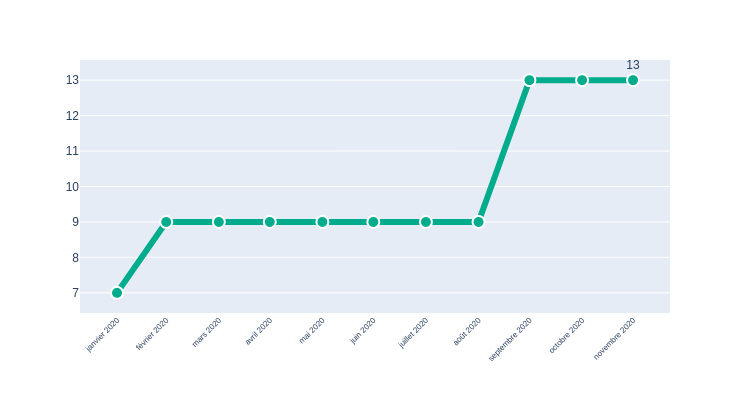 13
13
12
11
10
9
8
7
janvier 2020
février 2020
mars 2020
avril 2020
mai 2020
juin 2020
juillet 2020
août 2020
septembre 2020
octobre 2020
novembre 2020